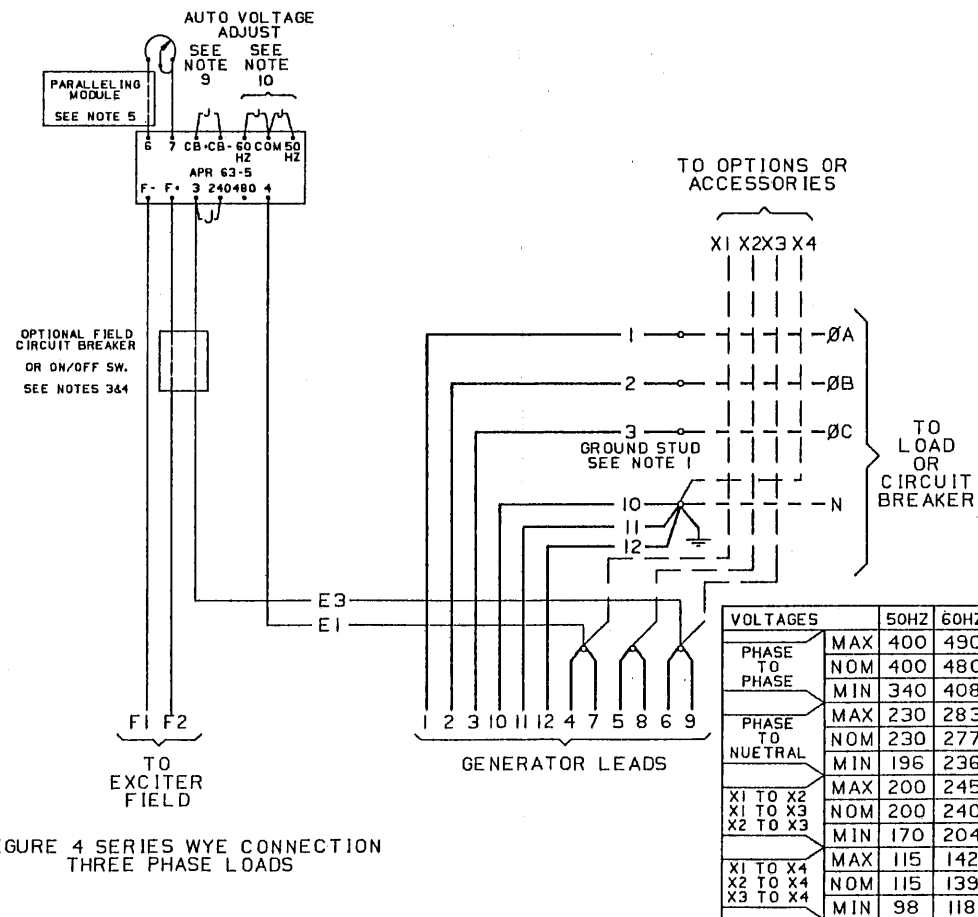 AUTO VOLTAGE
ADJUST
SEE
NOTE
9
SEE
NOTE
10
PARALLELING
MODULE
SEE NOTE 5
6 7 CB+ CB- 60 HZ COM 50 HZ
APR 63-5
F- F+ 3 240 480 4
TO OPTIONS OR
ACCESSORIES
X1 X2 X3 X4
OPTIONAL FIELD
CIRCUIT BREAKER
OR ON/OFF SW.
SEE NOTES 3&4
1 ØA
2 ØB
3 ØC
GROUND STUD
SEE NOTE 1
10 N
11
12
TO
LOAD
OR
CIRCUIT
BREAKER
E3
E1
F1 F2
TO
EXCITER
FIELD
1 2 3 10 11 12 4 7 5 8 6 9
GENERATOR LEADS
VOLTAGES 50HZ 60HZ
PHASE
TO
PHASE
MAX 400 490
NOM 400 480
MIN 340 408
PHASE
TO
NUETRAL
MAX 230 283
NOM 230 277
MIN 196 236
X1 TO X2
X1 TO X3
X2 TO X3
MAX 200 245
NOM 200 240
MIN 170 204
X1 TO X4
X2 TO X4
X3 TO X4
MAX 115 142
NOM 115 139
MIN 98 118
IGURE 4 SERIES WYE CONNECTION
THREE PHASE LOADS